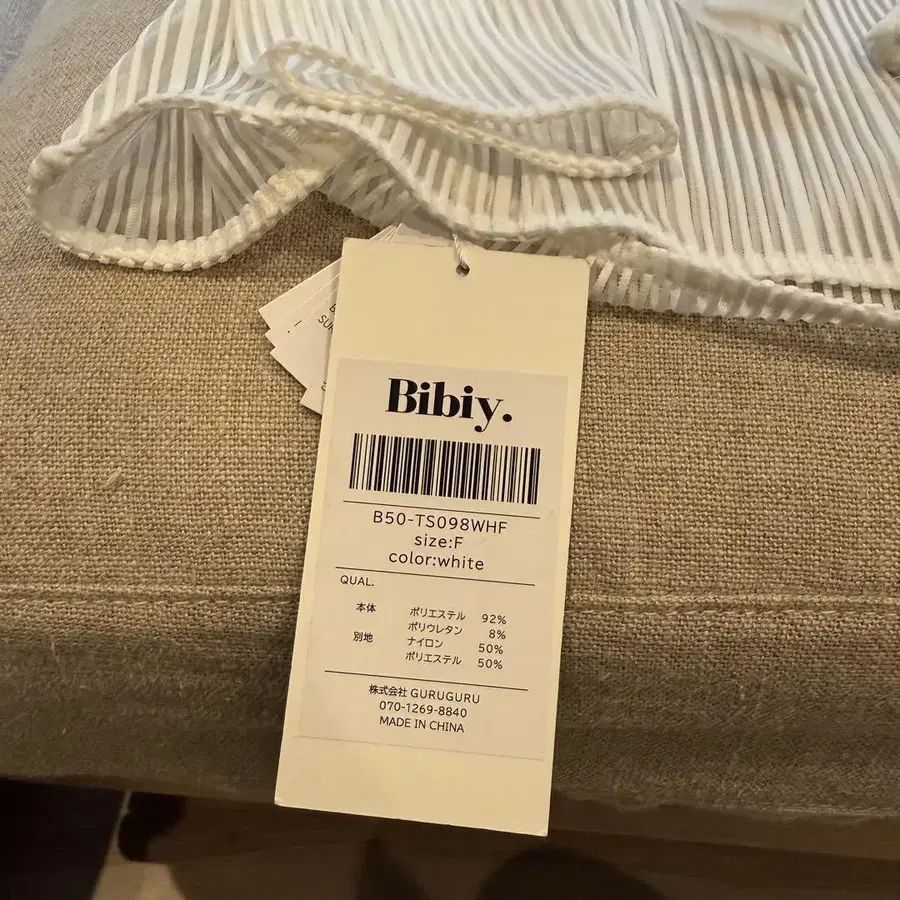 Bibiy.
B50-TS098WHF
size:F
color:white
QUAL.
本体 ポリエステル 92%
ポリウレタン 8%
別地 ナイロン 50%
ポリエステル 50%
株式会社 GURUGURU
070-1269-8840
MADE IN CHINA